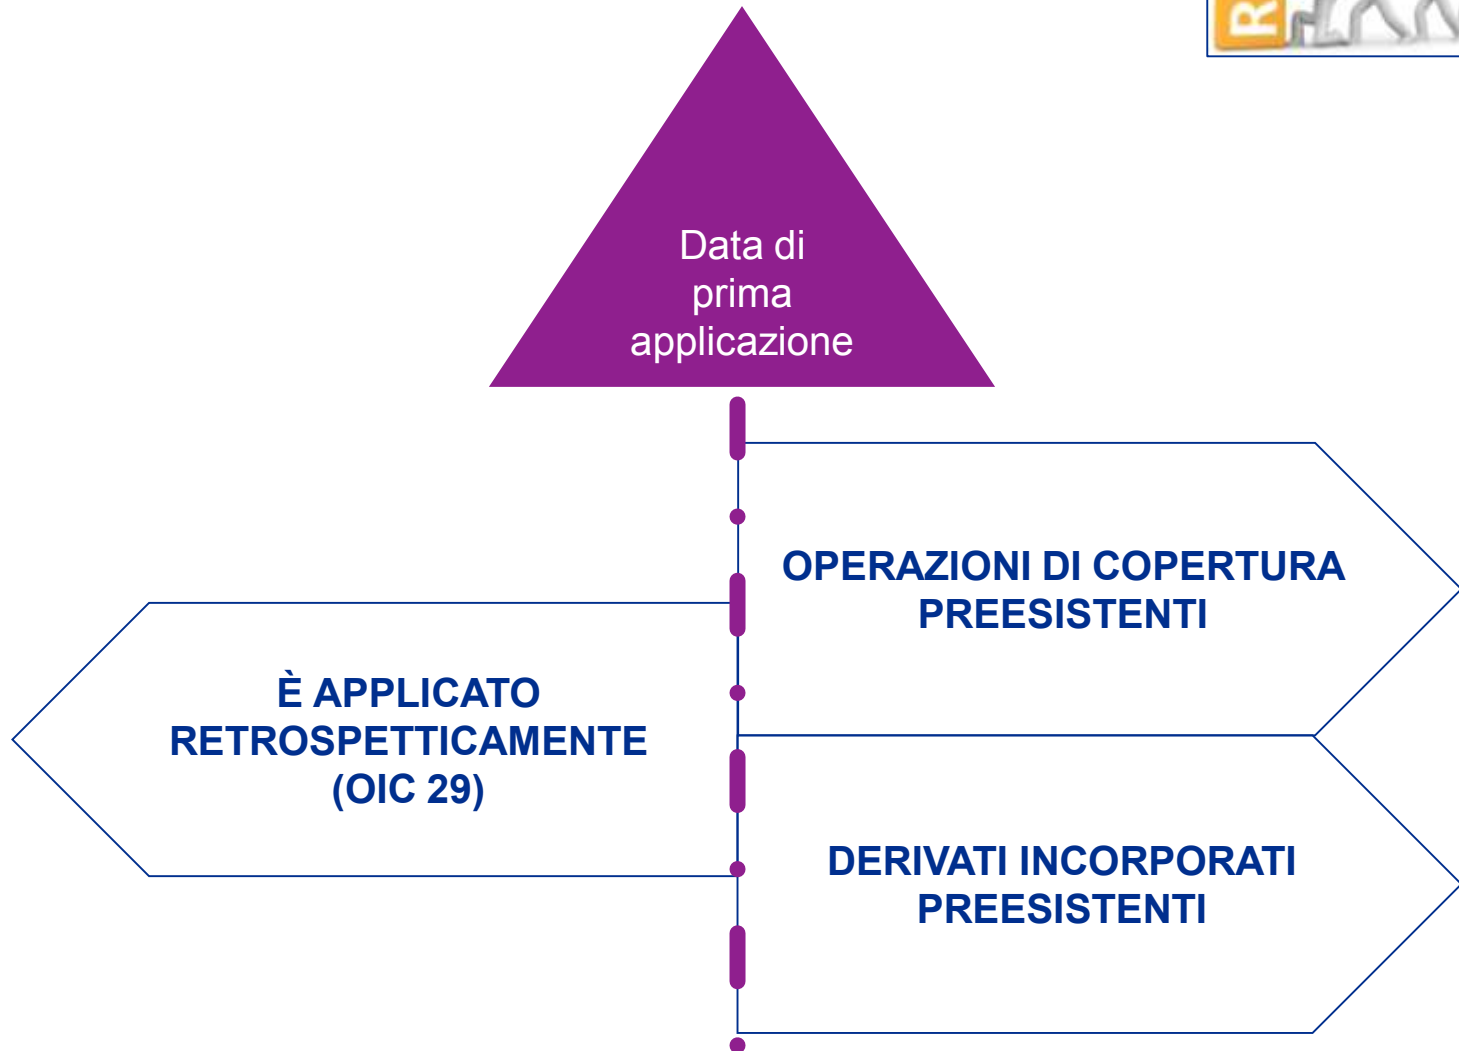 R
Data di
prima
applicazione
OPERAZIONI DI COPERTURA
PREESISTENTI
È APPLICATO
RETROSPETTICAMENTE
(OIC 29)
DERIVATI INCORPORATI
PREESISTENTI